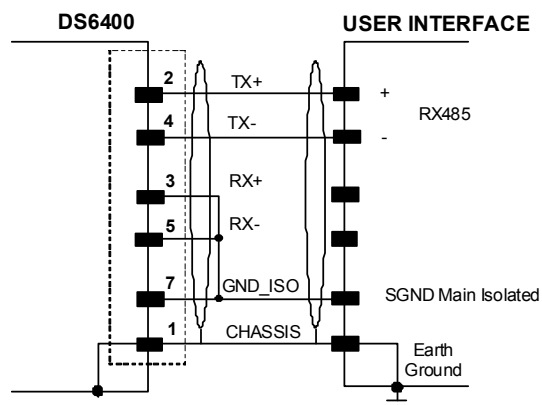 DS6400
USER INTERFACE
2
TX+
+
RX485
4
TX-
-
3
RX+
5
RX-
7
GND_ISO
SGND Main Isolated
1
CHASSIS
Earth
Ground